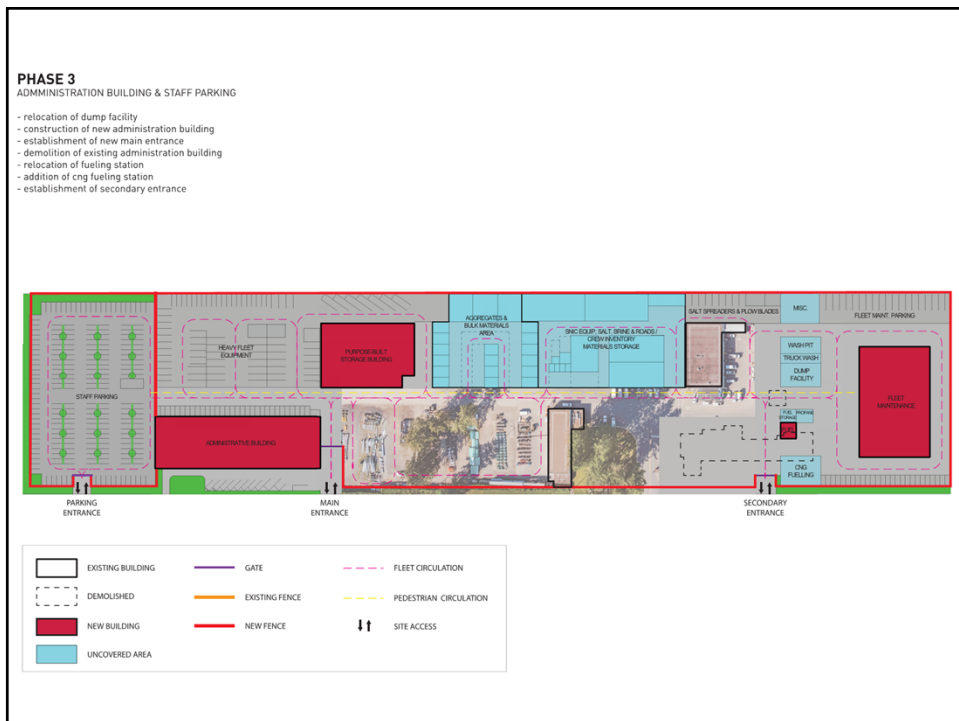 PHASE 3
ADMMINISTRATION BUILDING & STAFF PARKING
- relocation of dump facility
- construction of new administration building
- establishment of new main entrance
- demolition of existing administration building
- relocation of fueling station
- addition of cng fueling station
- establishment of secondary entrance
STAFF PARKING
HEAVY FLEET
EQUIPMENT
PURPOSE BUILT
STORAGE BUILDING
ADMINISTRATIVE BUILDING
AGGREGATES &
BULK MATERIALS
AREA
SNIC EQUIP, SALT, BRINE & ROADS /
CREW INVENTORY
MATERIALS STORAGE
SALT SPREADERS & PLOW BLADES
MISC.
FLEET MAINT. PARKING
WASH PIT
TRUCK WASH
DUMP
FACILITY
FUEL
STORAGE
PROPANE
FUEL
CNG
FUELLING
FLEET
MAINTENANCE
PARKING
ENTRANCE
MAIN
ENTRANCE
SECONDARY
ENTRANCE
EXISTING BUILDING
DEMOLISHED
NEW BUILDING
UNCOVERED AREA
GATE
EXISTING FENCE
NEW FENCE
FLEET CIRCULATION
PEDESTRIAN CIRCULATION
SITE ACCESS